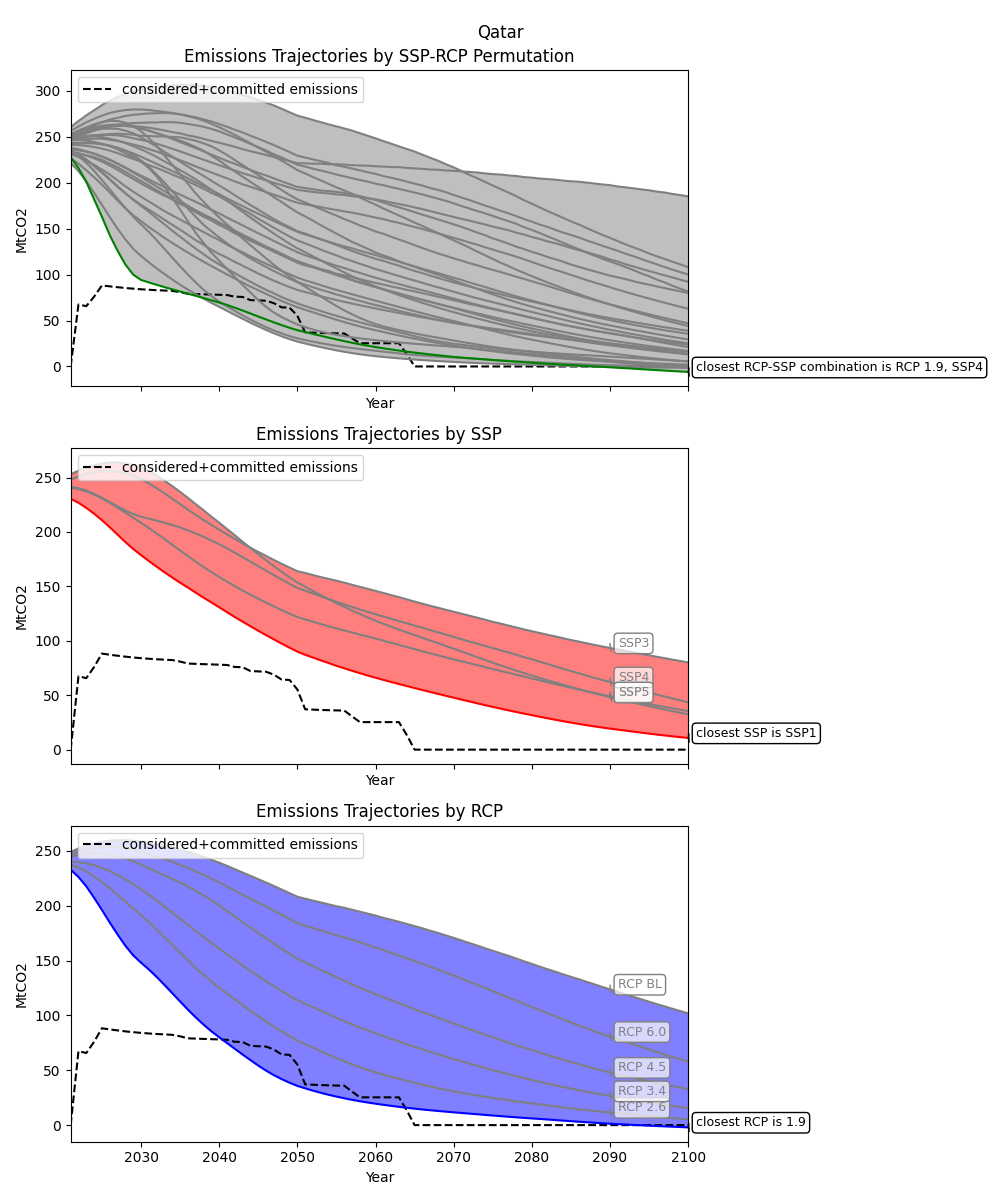 Qatar
Emissions Trajectories by SSP-RCP Permutation
considered+committed emissions
300
250
200
150
100
50
0
MtCO2
closest RCP-SSP combination is RCP 1.9, SSP4
Year
Emissions Trajectories by SSP
considered+committed emissions
250
200
150
100
50
0
MtCO2
SSP3
SSP4
SSP5
closest SSP is SSP1
Year
Emissions Trajectories by RCP
considered+committed emissions
250
200
150
100
50
0
MtCO2
RCP BL
RCP 6.0
RCP 4.5
RCP 3.4
RCP 2.6
closest RCP is 1.9
2030 2040 2050 2060 2070 2080 2090 2100
Year